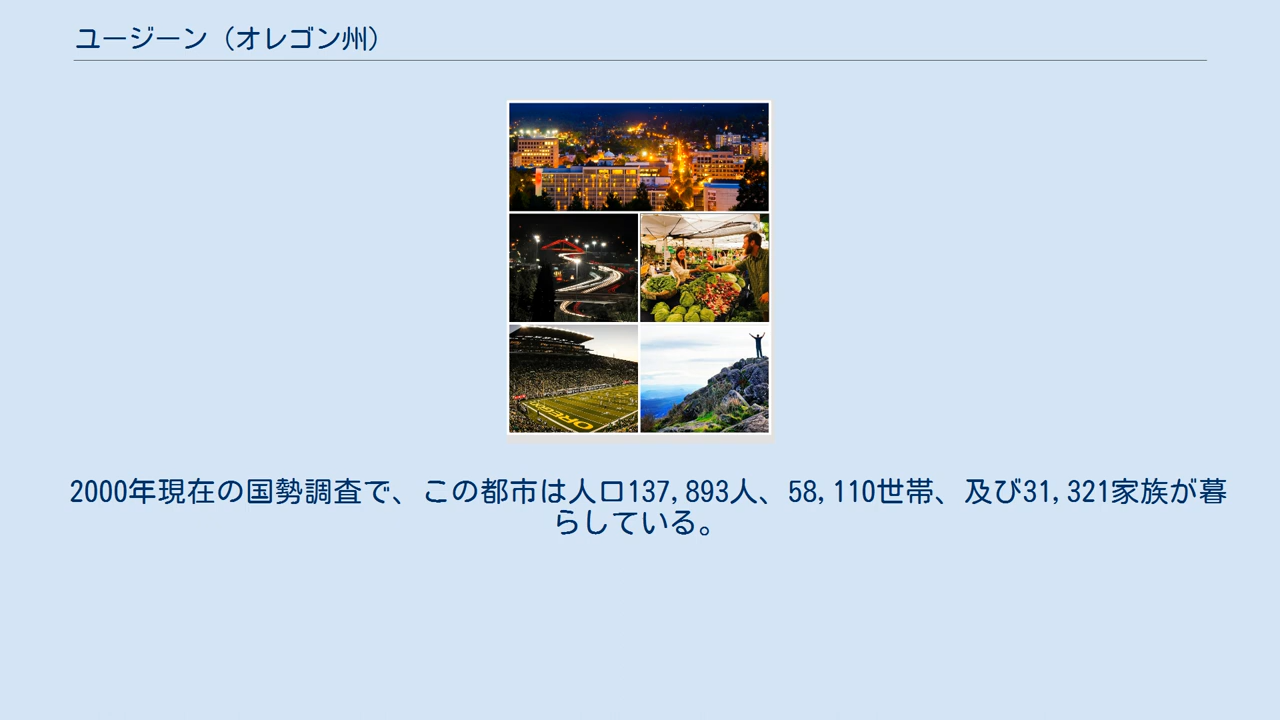 ユージーン（オレゴン州）
OREGON
2000年現在の国勢調査で、この都市は人口137,893人、58,110世帯、及び31,321家族が暮
らしている。